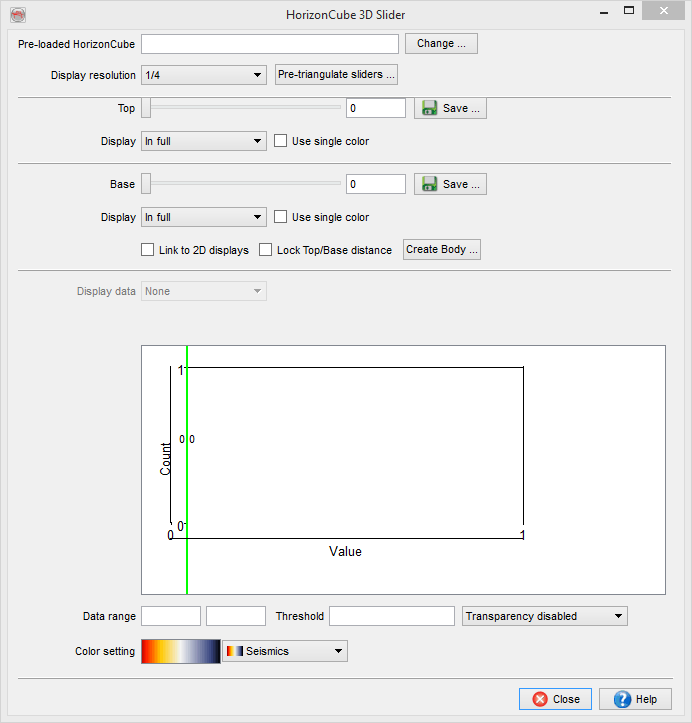 HorizonCube 3D Slider
Pre-loaded HorizonCube Change ...
Display resolution 1/4 Pre-triangulate sliders ...
Top 0 Save ...
Display In full Use single color
Base 0 Save ...
Display In full Use single color
Link to 2D displays Lock Top/Base distance Create Body ...
Display data None
1
0 0
Count
0
0 1
Value
Data range Threshold Transparency disabled
Color setting Seismics
Close Help